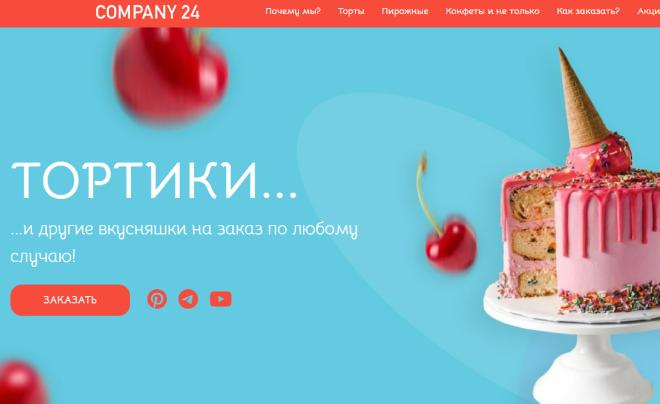 COMPANY 24
Почему мы? Торты Пирожные Конфеты и не только Как заказать? Акци
ТОРТИКИ...
...и другие вкусняшки на заказ по любому
случаю!
ЗАКАЗАТЬ